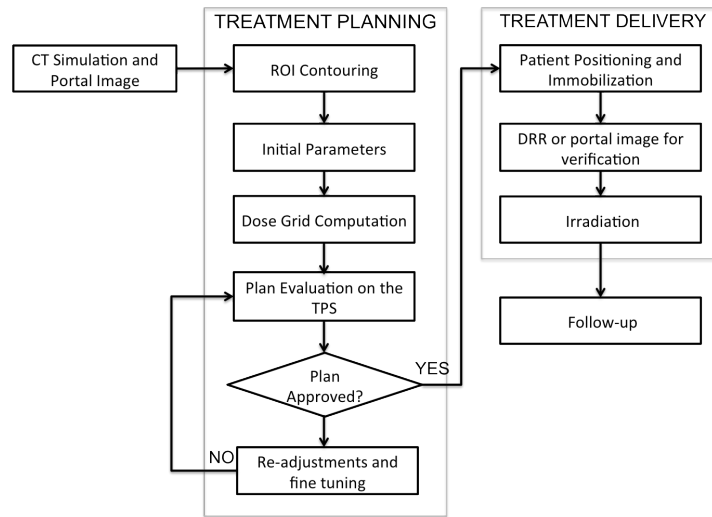 TREATMENT PLANNING
CT Simulation and
Portal Image
ROI Contouring
Initial Parameters
Dose Grid Computation
Plan Evaluation on the
TPS
Plan
Approved?
YES
NO
Re-adjustments and
fine tuning
TREATMENT DELIVERY
Patient Positioning and
Immobilization
DRR or portal image for
verification
Irradiation
Follow-up